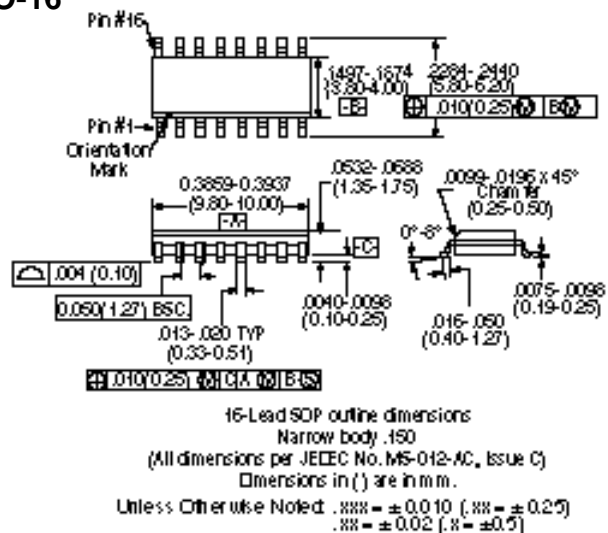 O-16
Pin #16
.1497-.1574
(3.80-4.00)
-B-
.2284-.2440
(5.80-6.20)
.010(0.25) M B M
Pin #1
Orientation
Mark
0.3859-0.3937
(9.80-10.00)
-A-
.0532-.0688
(1.35-1.75)
-C-
.0099-.0196 x 45°
Chamfer
(0.25-0.50)
0°-8°
.004 (0.10)
0.050(1.27) BSC
.013-.020 TYP
(0.33-0.51)
.0040-.0098
(0.10-0.25)
.016-.050
(0.40-1.27)
.0075-.0098
(0.19-0.25)
.010(0.25) M C A M B S
16-Lead SOP outline dimensions
Narrow body .150
(All dimensions per JEDEC No. MS-012-AC, Issue C)
Dimensions in ( ) are in mm.
Unless Otherwise Noted: .xxx = ± 0.010 (.xx = ± 0.25)
.xx = ± 0.02 (.x = ±0.5)